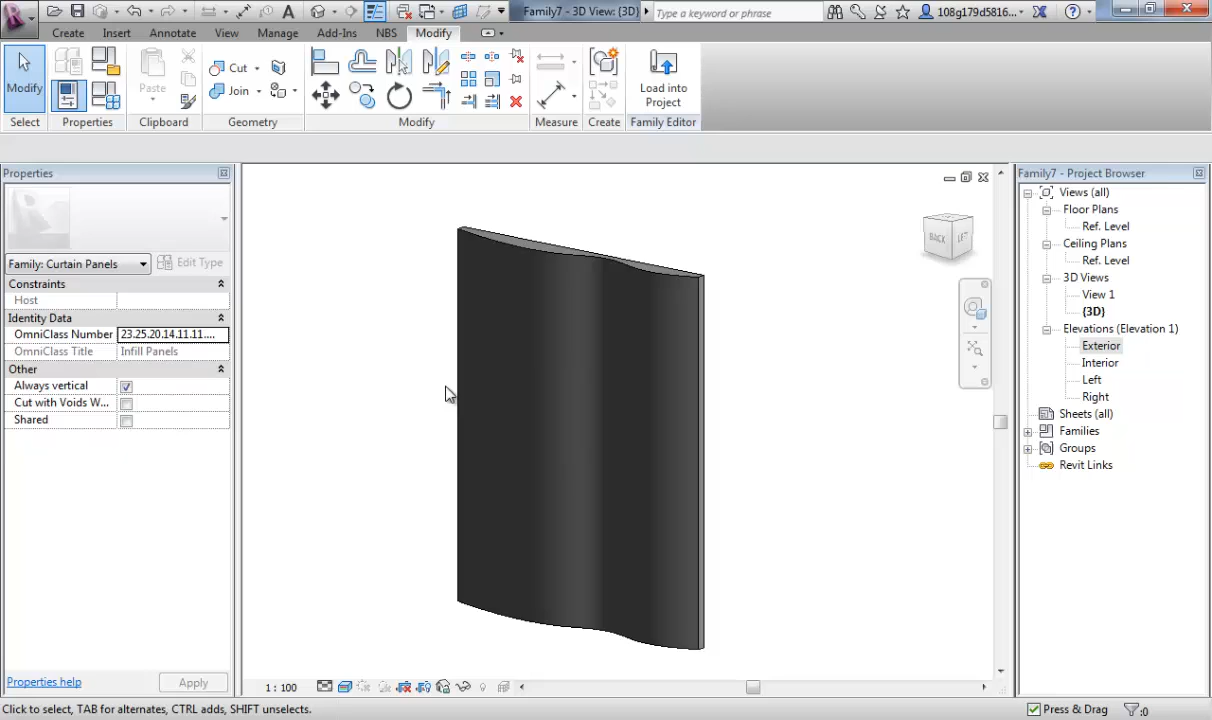 Family7 - 3D View: {3D}
Type a keyword or phrase
108g179d5816...
Create
Insert
Annotate
View
Manage
Add-Ins
NBS
Modify
Modify
Paste
Cut
Join
Load into
Project
Select
Properties
Clipboard
Geometry
Modify
Measure
Create
Family Editor
Properties
Family: Curtain Panels
Edit Type
Constraints
Host
Identity Data
OmniClass Number
23.25.20.14.11.11....
OmniClass Title
Infill Panels
Other
Always vertical
Cut with Voids W...
Shared
Properties help
Apply
BACK
LEFT
Family7 - Project Browser
Views (all)
Floor Plans
Ref. Level
Ceiling Plans
Ref. Level
3D Views
View 1
{3D}
Elevations (Elevation 1)
Exterior
Interior
Left
Right
Sheets (all)
Families
Groups
Revit Links
1 : 100
Click to select, TAB for alternates, CTRL adds, SHIFT unselects.
Press & Drag
:0